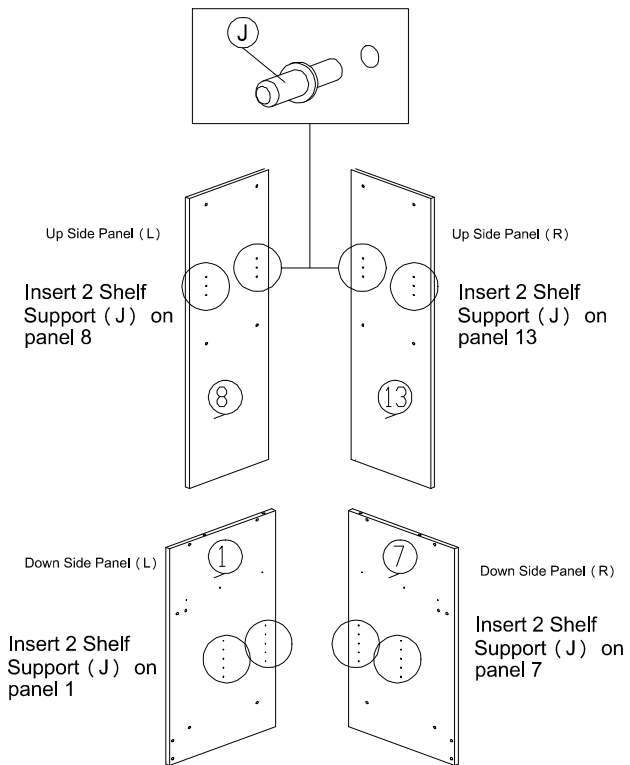 J
Up Side Panel (L)
Up Side Panel (R)
Insert 2 Shelf
Support (J) on
panel 8
Insert 2 Shelf
Support (J) on
panel 13
8
13
Down Side Panel (L)
1
7
Down Side Panel (R)
Insert 2 Shelf
Support (J) on
panel 1
Insert 2 Shelf
Support (J) on
panel 7